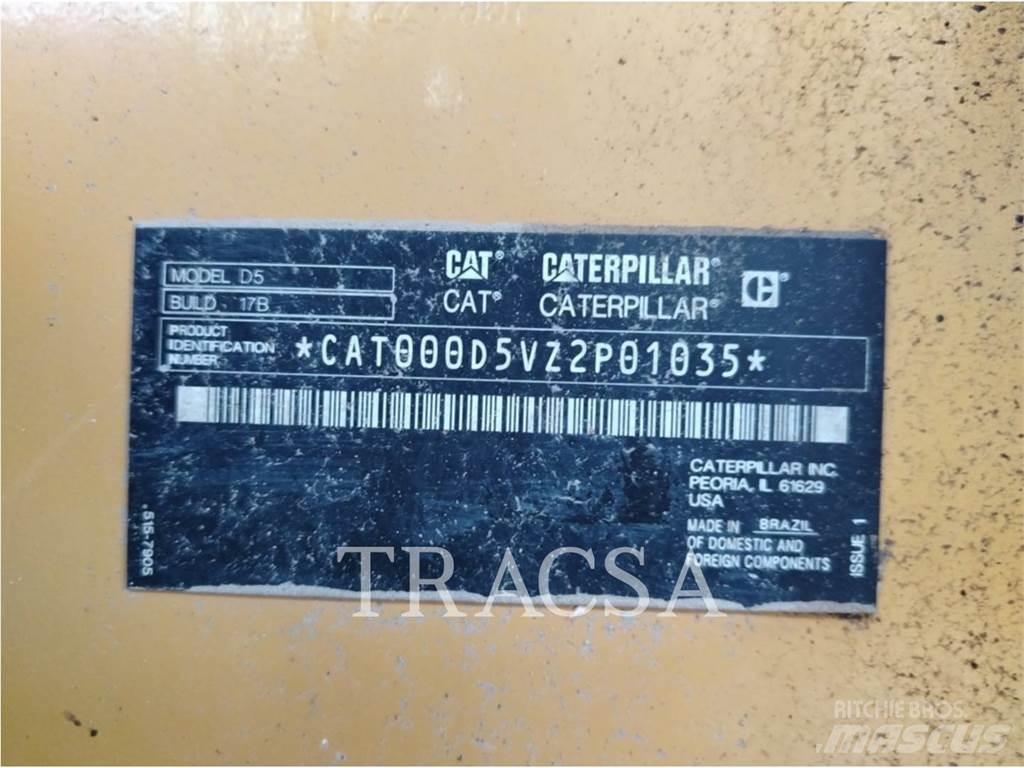 MODEL D5
BUILD 17B
CAT® CATERPILLAR®
CAT® CATERPILLAR®
PRODUCT
IDENTIFICATION
NUMBER
*CAT000D5VZ2P01035*
CATERPILLAR INC.
PEORIA, IL 61629
USA
MADE IN BRAZIL
OF DOMESTIC AND
FOREIGN COMPONENTS
ISSUE 1
515-7905
TRACSA
RITCHIE BROS.
mascus